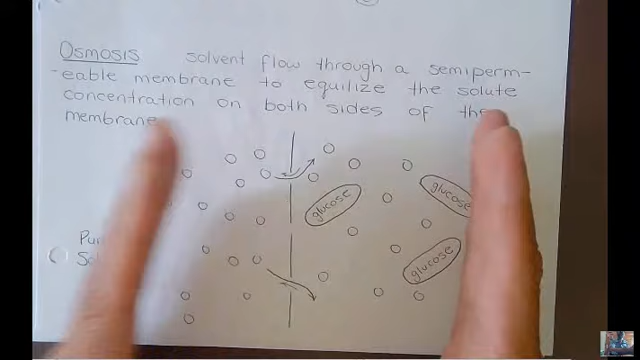 Osmosis solvent flow through a semiperm-
-eable membrane to equilize the solute
concentration on both sides of the
membrane
glucose
glucose
glucose